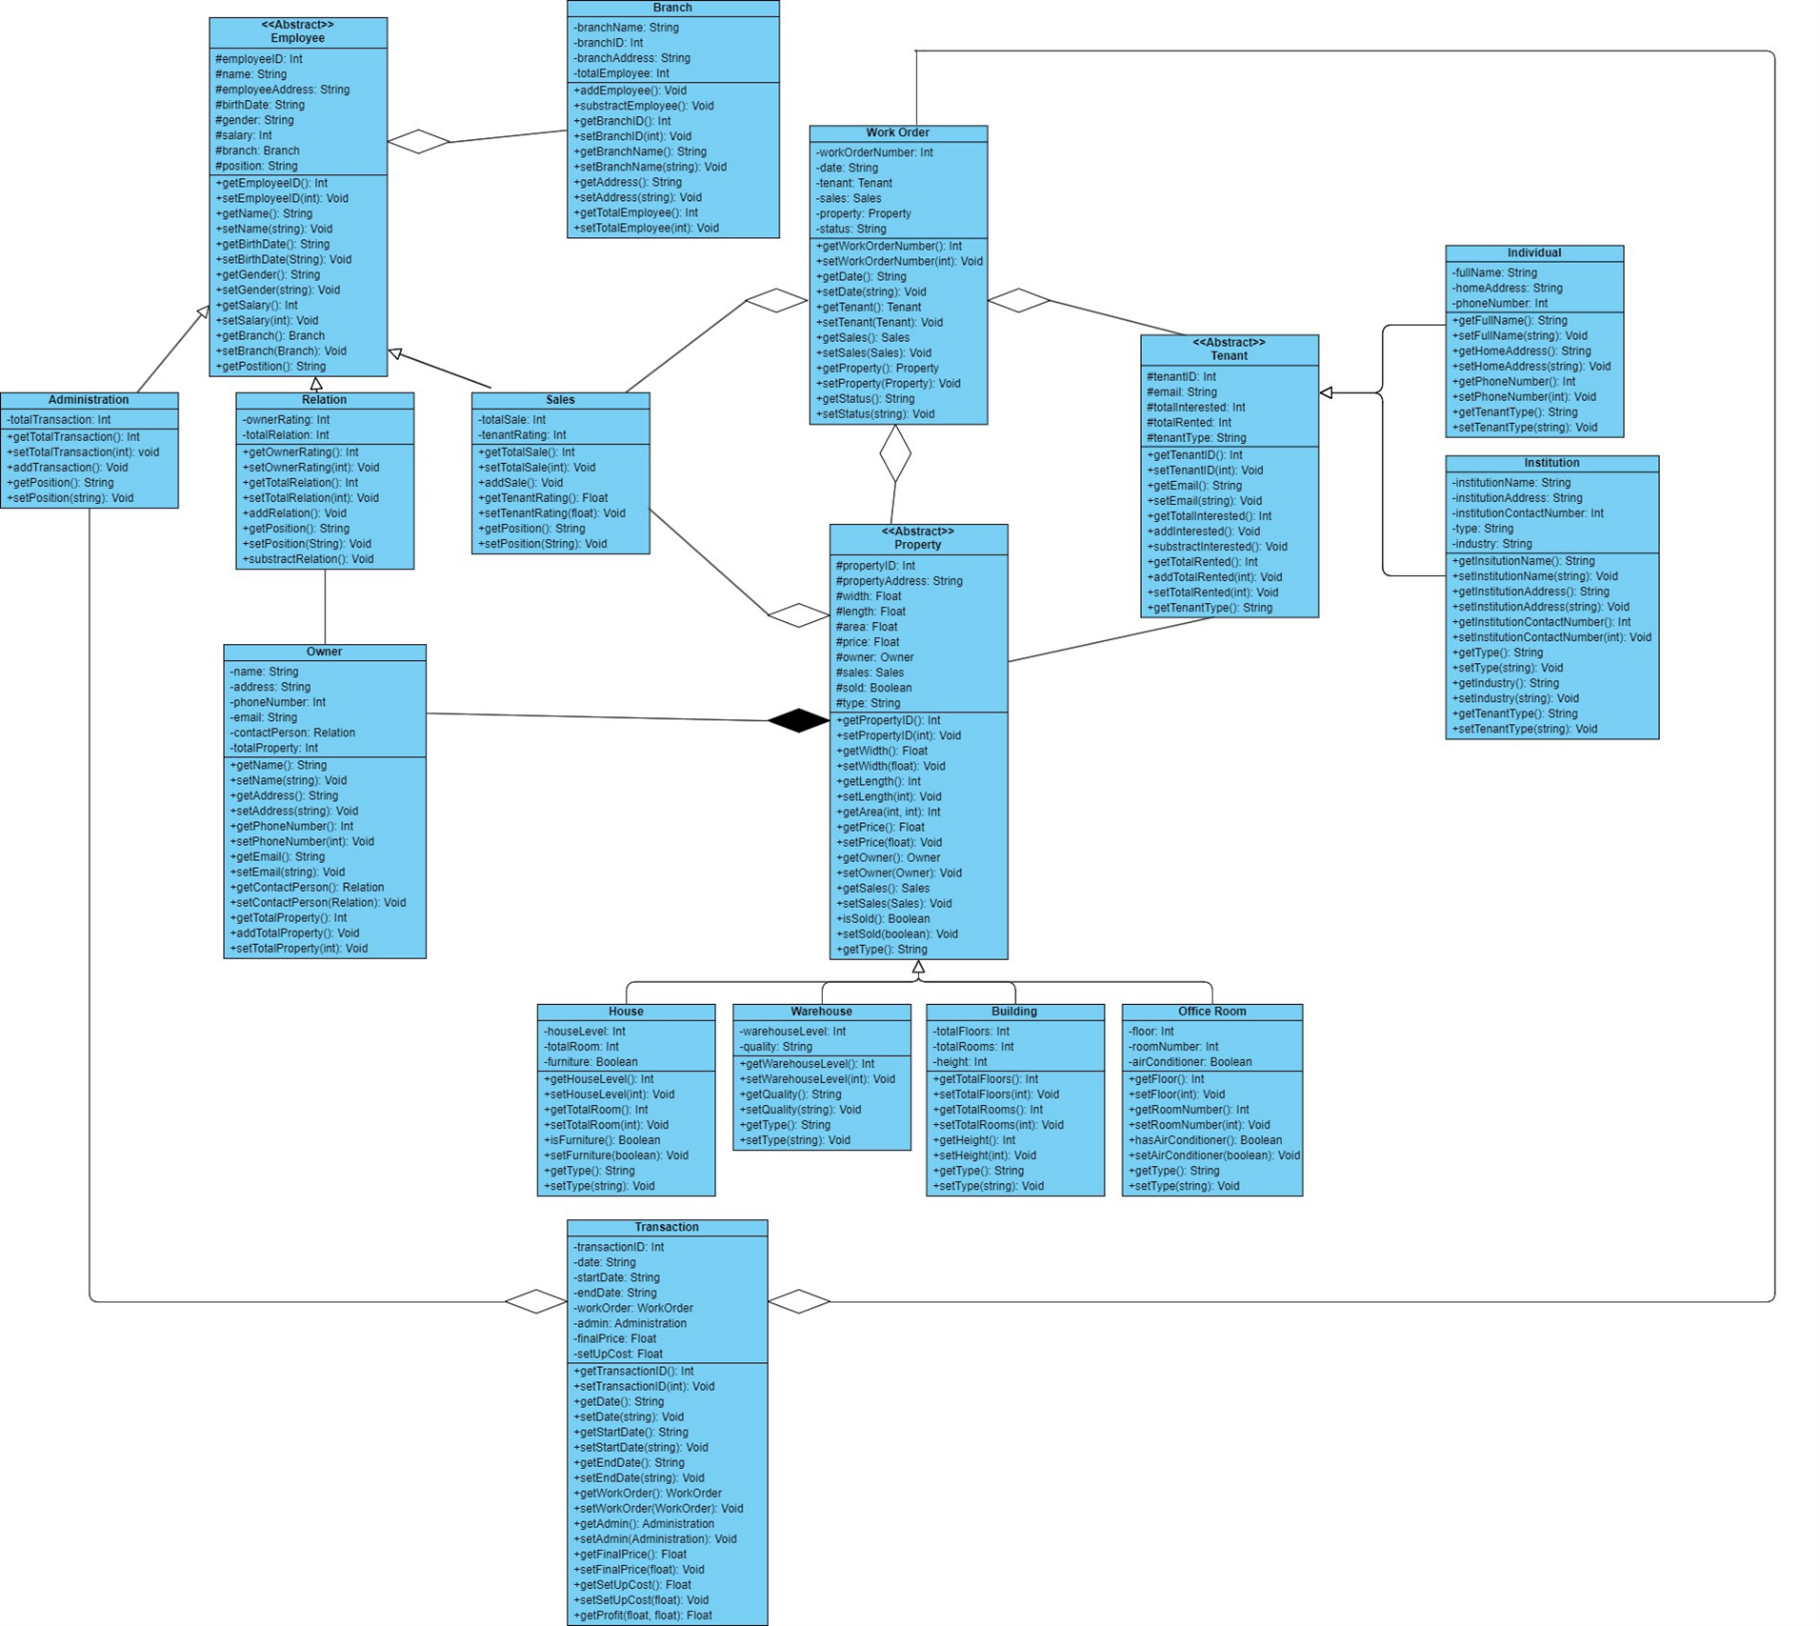 <<Abstract>>
Employee
#employeeID: Int
#name: String
#employeeAddress: String
#birthDate: String
#gender: String
#salary: Int
#branch: Branch
#position: String
+getEmployeeID(): Int
+setEmployeeID(int): Void
+getName(): String
+setName(string): Void
+getBirthDate(): String
+setBirthDate(String): Void
+getGender(): String
+setGender(string): Void
+getSalary(): Int
+setSalary(int): Void
+getBranch(): Branch
+setBranch(Branch): Void
+getPostition(): String
Branch
-branchName: String
-branchID: Int
-branchAddress: String
-totalEmployee: Int
+addEmployee(): Void
+substractEmployee(): Void
+getBranchID(): Int
+setBranchID(int): Void
+getBranchName(): String
+setBranchName(string): Void
+getAddress(): String
+setAddress(string): Void
+getTotalEmployee(): Int
+setTotalEmployee(int): Void
Work Order
-workOrderNumber: Int
-date: String
-tenant: Tenant
-sales: Sales
-property: Property
-status: String
+getWorkOrderNumber(): Int
+setWorkOrderNumber(int): Void
+getDate(): String
+setDate(string): Void
+getTenant(): Tenant
+setTenant(Tenant): Void
+getSales(): Sales
+setSales(Sales): Void
+getProperty(): Property
+setProperty(Property): Void
+getStatus(): String
+setStatus(string): Void
Individual
-fullName: String
-homeAddress: String
-phoneNumber: Int
+getFullName(): String
+setFullName(string): Void
+getHomeAddress(): String
+setHomeAddress(string): Void
+getPhoneNumber(): Int
+setPhoneNumber(int): Void
+getTenantType(): String
+setTenantType(string): Void
<<Abstract>>
Tenant
#tenantID: Int
#email: String
#totalInterested: Int
#totalRented: Int
#tenantType: String
+getTenantID(): Int
+setTenantID(int): Void
+getEmail(): String
+setEmail(string): Void
+getTotalInterested(): Int
+addInterested(): Void
+substractInterested(): Void
+getTotalRented(): Int
+addTotalRented(int): Void
+setTotalRented(int): Void
+getTenantType(): String
Institution
-institutionName: String
-institutionAddress: String
-institutionContactNumber: Int
-type: String
-industry: String
+getInsitutionName(): String
+setInstitutionName(string): Void
+getInstitutionAddress(): String
+setInstitutionAddress(string): Void
+getInstitutionContactNumber(): Int
+setInstitutionContactNumber(int): Void
+getType(): String
+setType(string): Void
+getIndustry(): String
+setIndustry(string): Void
+getTenantType(): String
+setTenantType(string): Void
Administration
-totalTransaction: Int
+getTotalTransaction(): Int
+setTotalTransaction(int): void
+addTransaction(): Void
+getPosition(): String
+setPosition(string): Void
Relation
-ownerRating: Int
-totalRelation: Int
+getOwnerRating(): Int
+setOwnerRating(int): Void
+getTotalRelation(): Int
+setTotalRelation(int): Void
+addRelation(): Void
+getPosition(): String
+setPosition(String): Void
+substractRelation(): Void
Sales
-totalSale: Int
-tenantRating: Int
+getTotalSale(): Int
+setTotalSale(int): Void
+addSale(): Void
+getTenantRating(): Float
+setTenantRating(float): Void
+getPosition(): String
+setPosition(String): Void
<<Abstract>>
Property
#propertyID: Int
#propertyAddress: String
#width: Float
#length: Float
#area: Float
#price: Float
#owner: Owner
#sales: Sales
#sold: Boolean
#type: String
+getPropertyID(): Int
+setPropertyID(int): Void
+getWidth(): Float
+setWidth(float): Void
+getLength(): Int
+setLength(int): Void
+getArea(int, int): Int
+getPrice(): Float
+setPrice(float): Void
+getOwner(): Owner
+setOwner(Owner): Void
+getSales(): Sales
+setSales(Sales): Void
+isSold(): Boolean
+setSold(boolean): Void
+getType(): String
Owner
-name: String
-address: String
-phoneNumber: Int
-email: String
-contactPerson: Relation
-totalProperty: Int
+getName(): String
+setName(string): Void
+getAddress(): String
+setAddress(string): Void
+getPhoneNumber(): Int
+setPhoneNumber(int): Void
+getEmail(): String
+setEmail(string): Void
+getContactPerson(): Relation
+setContactPerson(Relation): Void
+getTotalProperty(): Int
+addTotalProperty(): Void
+setTotalProperty(int): Void
House
-houseLevel: Int
-totalRoom: Int
-furniture: Boolean
+getHouseLevel(): Int
+setHouseLevel(int): Void
+getTotalRoom(): Int
+setTotalRoom(int): Void
+isFurniture(): Boolean
+setFurniture(boolean): Void
+getType(): String
+setType(string): Void
Warehouse
-warehouseLevel: Int
-quality: String
+getWarehouseLevel(): Int
+setWarehouseLevel(int): Void
+getQuality(): String
+setQuality(string): Void
+getType(): String
+setType(string): Void
Building
-totalFloors: Int
-totalRooms: Int
-height: Int
+getTotalFloors(): Int
+setTotalFloors(int): Void
+getTotalRooms(): Int
+setTotalRooms(int): Void
+getHeight(): Int
+setHeight(int): Void
+getType(): String
+setType(string): Void
Office Room
-floor: Int
-roomNumber: Int
-airConditioner: Boolean
+getFloor(): Int
+setFloor(int): Void
+getRoomNumber(): Int
+setRoomNumber(int): Void
+hasAirConditioner(): Boolean
+setAirConditioner(boolean): Void
+getType(): String
+setType(string): Void
Transaction
-transactionID: Int
-date: String
-startDate: String
-endDate: String
-workOrder: WorkOrder
-admin: Administration
-finalPrice: Float
-setUpCost: Float
+getTransactionID(): Int
+setTransactionID(int): Void
+getDate(): String
+setDate(string): Void
+getStartDate(): String
+setStartDate(string): Void
+getEndDate(): String
+setEndDate(string): Void
+getWorkOrder(): WorkOrder
+setWorkOrder(WorkOrder): Void
+getAdmin(): Administration
+setAdmin(Administration): Void
+getFinalPrice(): Float
+setFinalPrice(float): Void
+getSetUpCost(): Float
+setSetUpCost(float): Void
+getProfit(float, float): Float